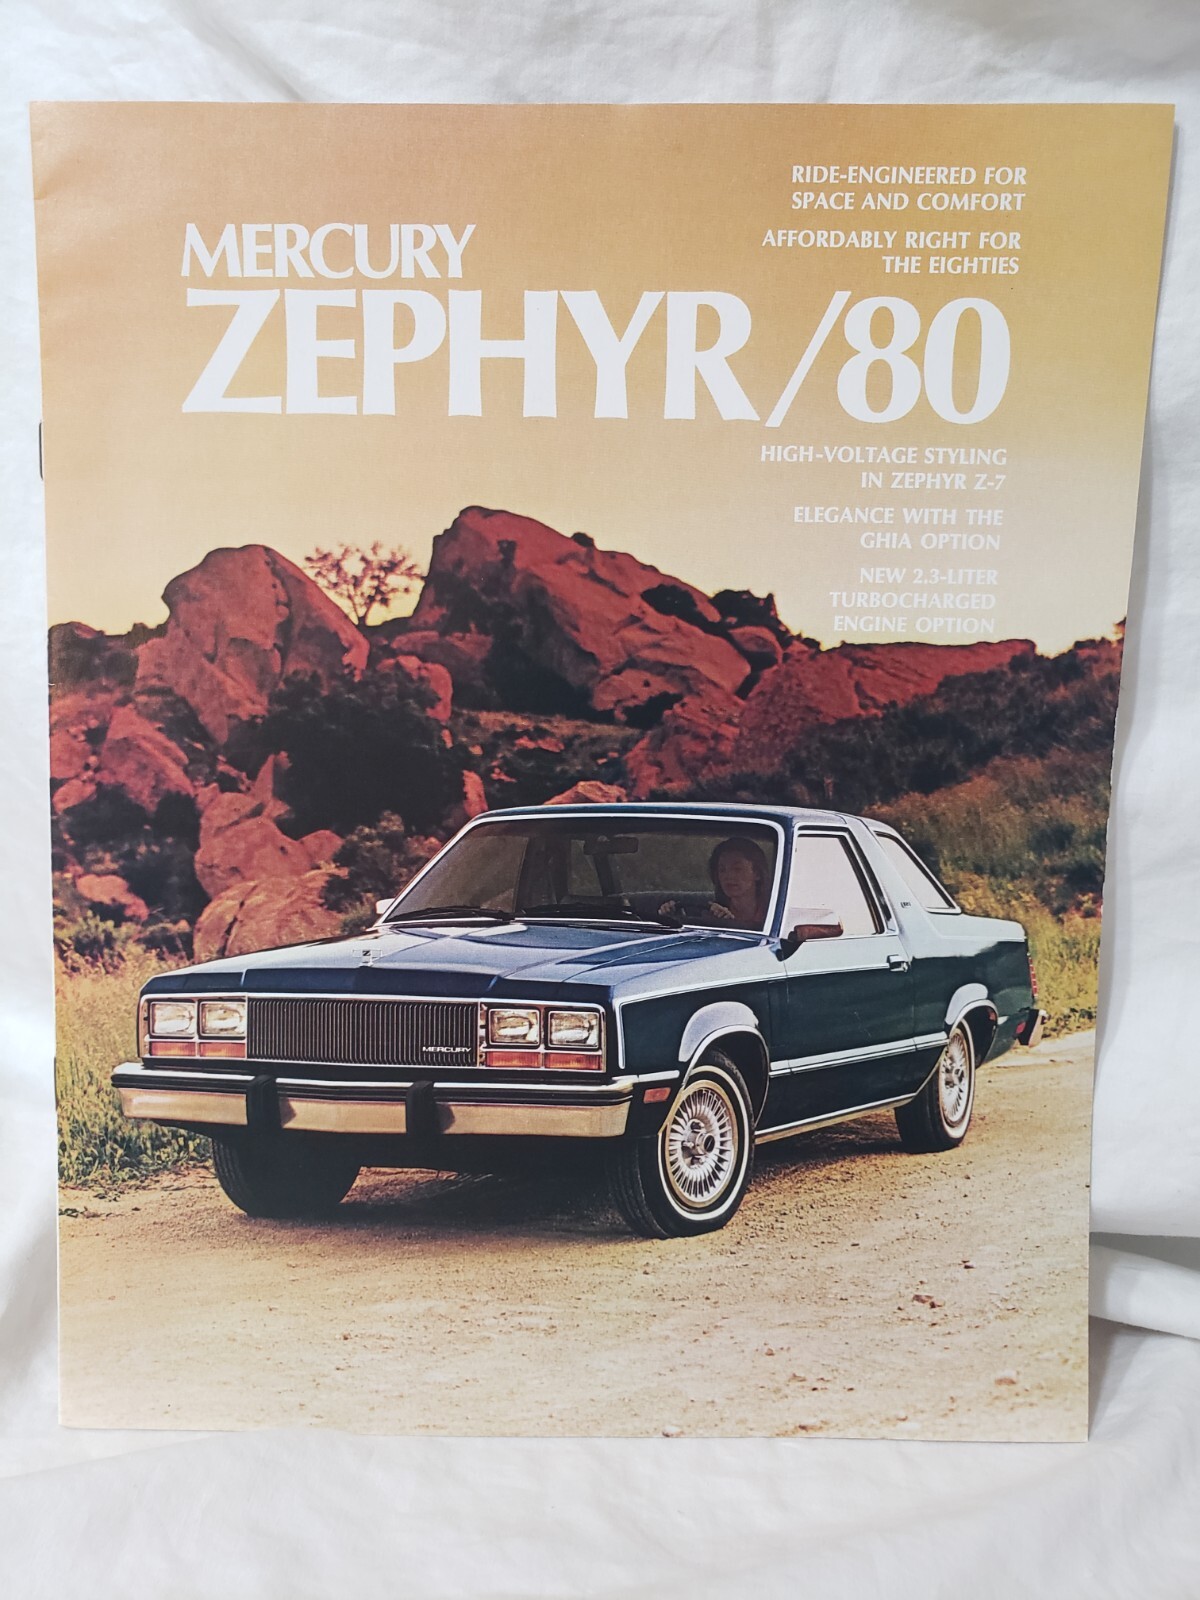 RIDE-ENGINEERED FOR
SPACE AND COMFORT
AFFORDABLY RIGHT FOR
THE EIGHTIES
MERCURY
ZEPHYR/80
HIGH-VOLTAGE STYLING
IN ZEPHYR Z-7
ELEGANCE WITH THE
GHIA OPTION
NEW 2.3-LITER
TURBOCHARGED
ENGINE OPTION
MERCURY